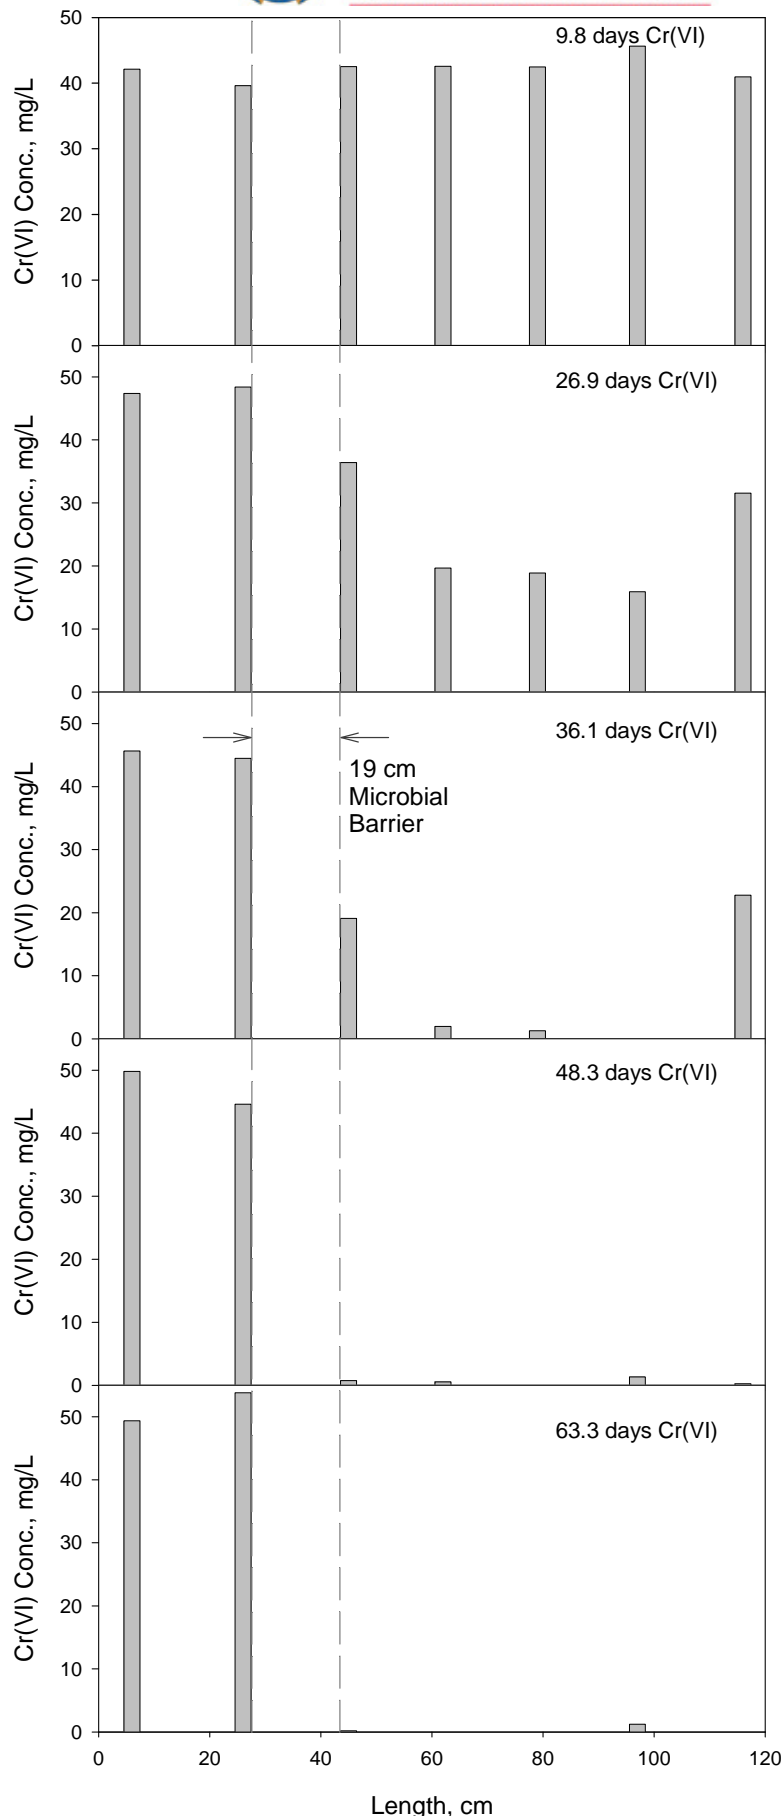 50
9.8 days Cr(VI)
40
30
20
10
0
Cr(VI) Conc., mg/L
50
26.9 days Cr(VI)
40
30
20
10
0
Cr(VI) Conc., mg/L
50
36.1 days Cr(VI)
19 cm
Microbial
Barrier
40
30
20
10
0
Cr(VI) Conc., mg/L
50
48.3 days Cr(VI)
40
30
20
10
0
Cr(VI) Conc., mg/L
50
63.3 days Cr(VI)
40
30
20
10
0
Cr(VI) Conc., mg/L
0 20 40 60 80 100 120
Length, cm